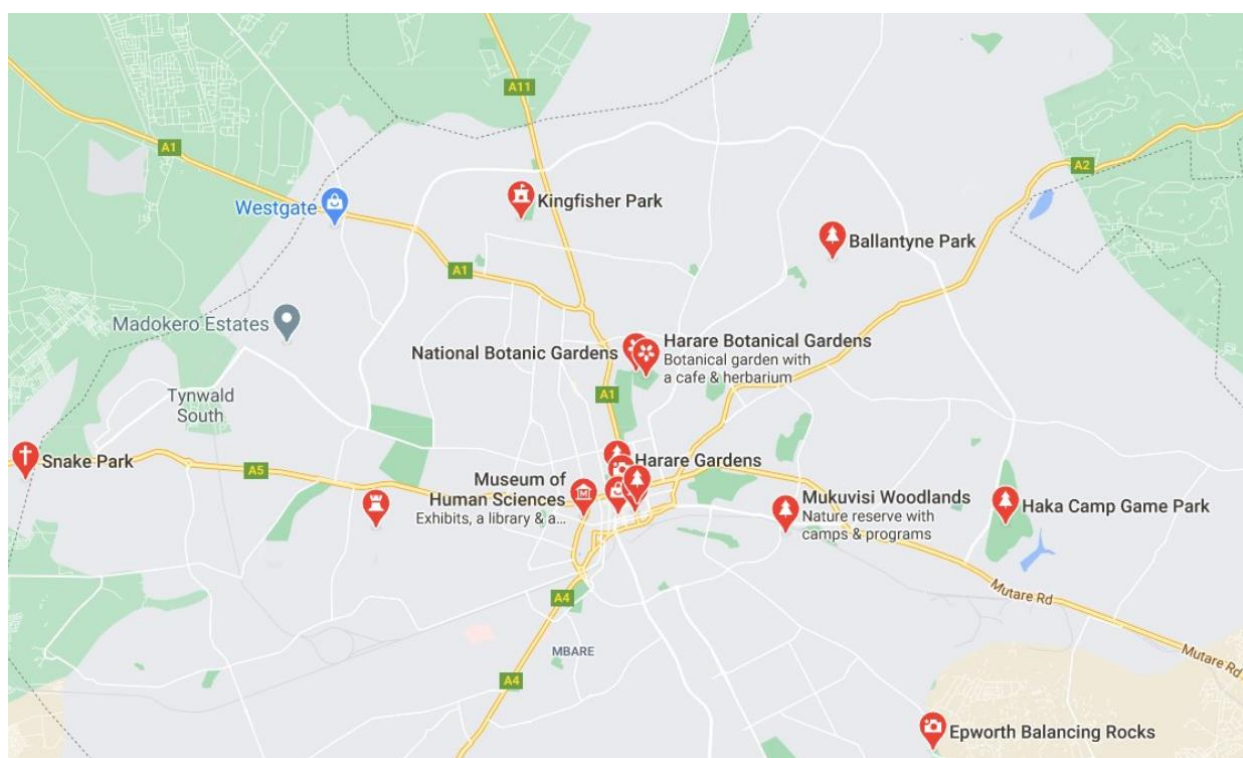 A11
A1
A2
Westgate
Kingfisher Park
Ballantyne Park
A1
Madokero Estates
National Botanic Gardens
Harare Botanical Gardens
Botanical garden with
a cafe & herbarium
Tynwald
South
A1
Snake Park
A5
Harare Gardens
Museum of
Human Sciences
Exhibits, a library & a...
M
Mukuvisi Woodlands
Nature reserve with
camps & programs
Haka Camp Game Park
Mutare Rd
A4
MBARE
Mutare Rd
A4
Epworth Balancing Rocks